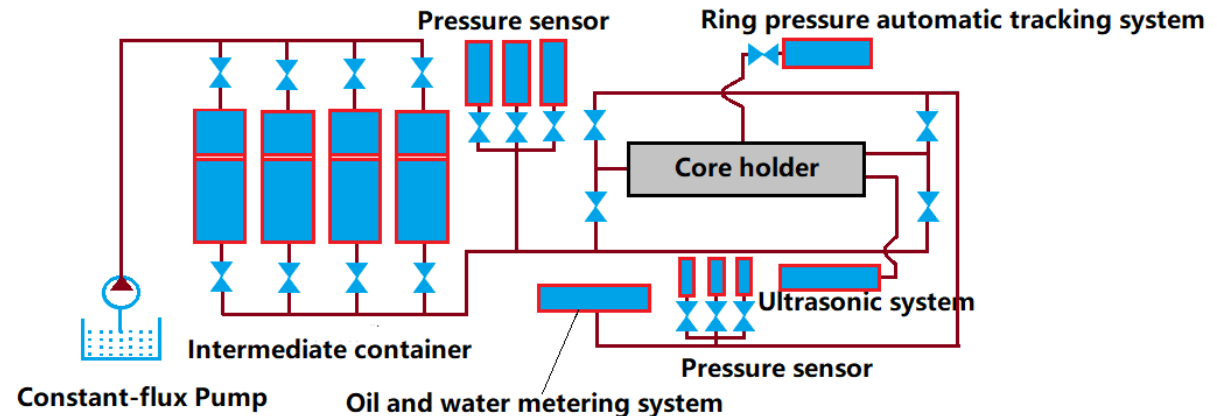 Pressure sensor
Ring pressure automatic tracking system
Core holder
Ultrasonic system
Intermediate container
Pressure sensor
Constant-flux Pump
Oil and water metering system